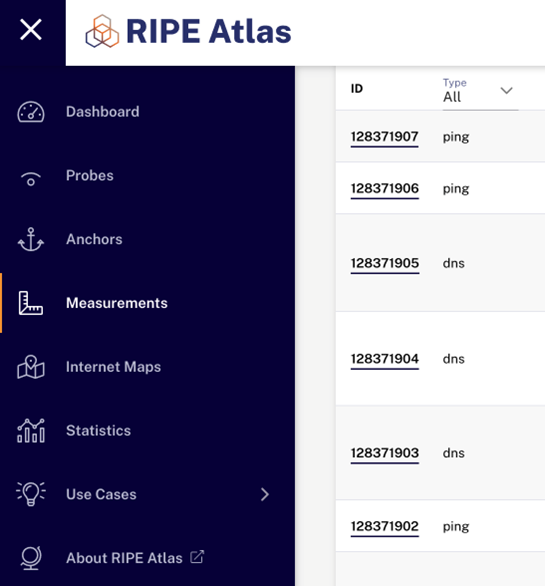 RIPE Atlas
Dashboard
Probes
Anchors
Measurements
Internet Maps
Statistics
Use Cases
About RIPE Atlas
ID
Type
All
128371907 ping
128371906 ping
128371905 dns
128371904 dns
128371903 dns
128371902 ping